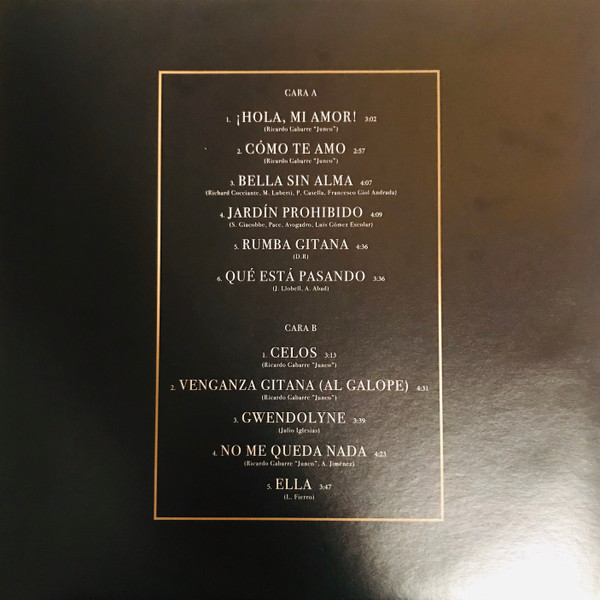 CARA A
1. ¡HOLA, MI AMOR! 3:02
(Ricardo Gabarre "Junco")
2. CÓMO TE AMO 2:57
(Ricardo Gabarre "Junco")
3. BELLA SIN ALMA 4:07
(Richard Cocciante, M. Luberti, P. Casella, Francesco Giol Andrada)
4. JARDÍN PROHIBIDO 4:09
(S. Giacobbe, Pace, Avogadro, Luis Gómez Escolar)
5. RUMBA GITANA 4:36
(D.R)
6. QUÉ ESTÁ PASANDO 3:36
(J. Llobell, A. Abad)
CARA B
1. CELOS 3:13
(Ricardo Gabarre "Junco")
2. VENGANZA GITANA (AL GALOPE) 4:31
(Ricardo Gabarre "Junco")
3. GWENDOLYNE 3:39
(Julio Iglesias)
4. NO ME QUEDA NADA 4:23
(Ricardo Gabarre "Junco", A. Jiménez)
5. ELLA 3:47
(L. Fierro)